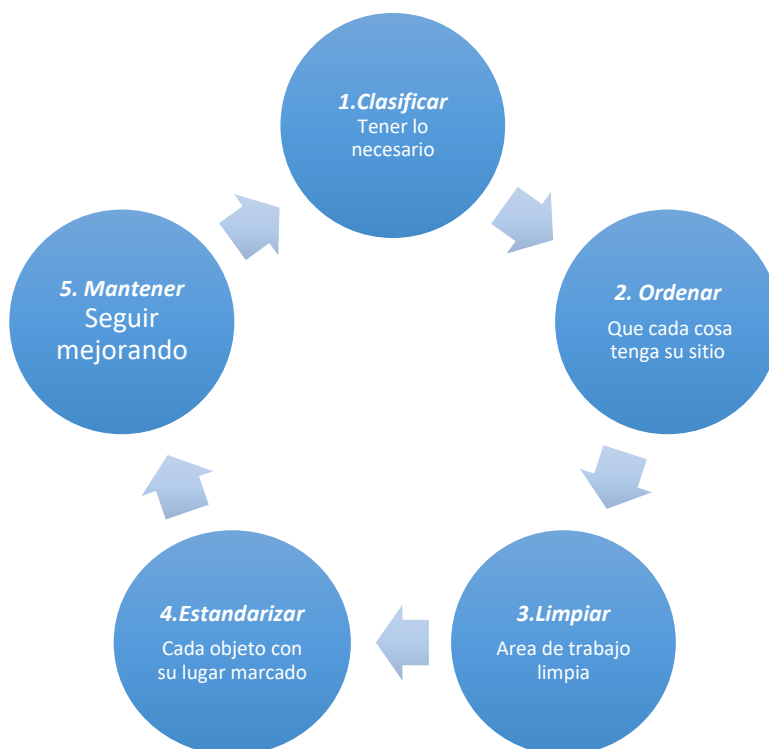 1.Clasificar
Tener lo
necesario
2. Ordenar
Que cada cosa
tenga su sitio
3.Limpiar
Area de trabajo
limpia
4.Estandarizar
Cada objeto con
su lugar marcado
5. Mantener
Seguir
mejorando